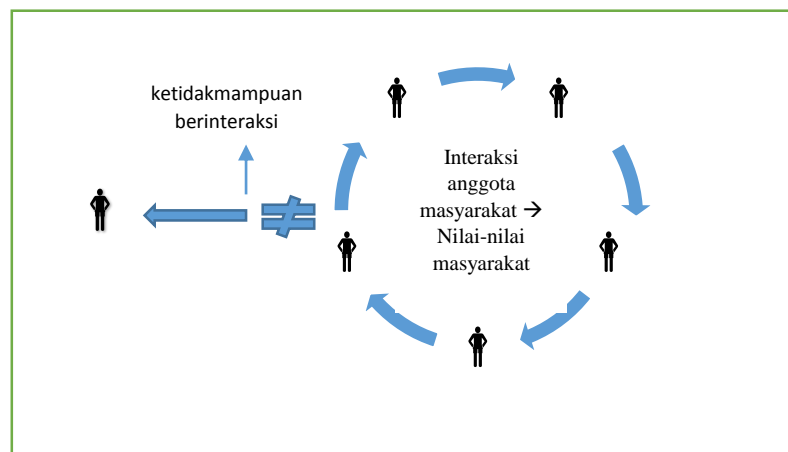 ketidakmampuan
berinteraksi
Interaksi
anggota
masyarakat →
Nilai-nilai
masyarakat